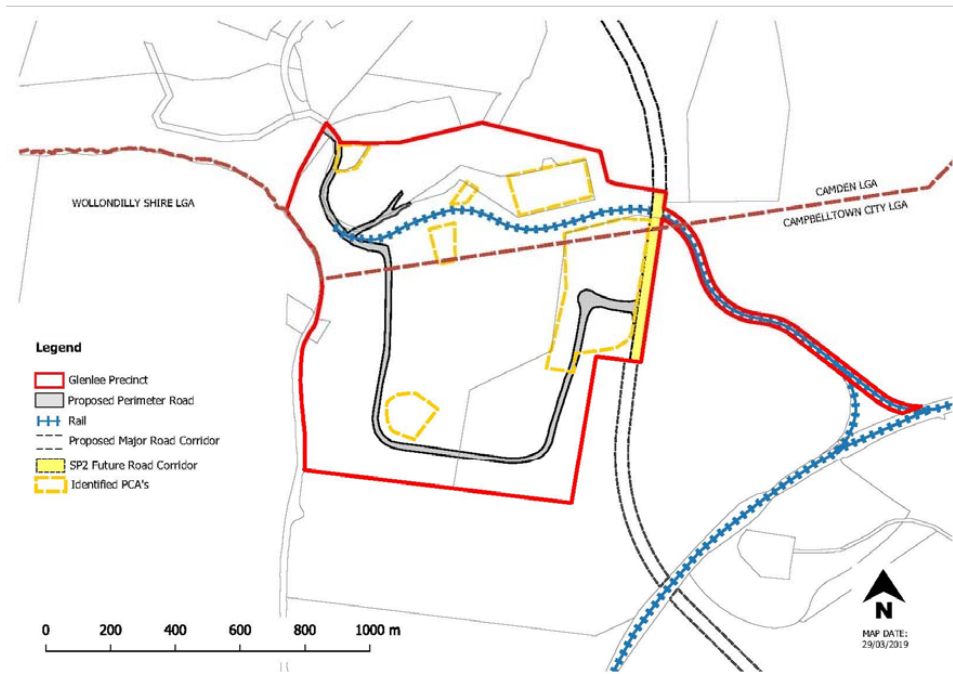 CAMDEN LGA
WOLLONDILLY SHIRE LGA
CAMPBELLTOWN CITY LGA
Legend
Glenlee Precinct
Proposed Perimeter Road
Rail
Proposed Major Road Corridor
SP2 Future Road Corridor
Identified PCA's
0 200 400 600 800 1000 m
N
MAP DATE:
29/03/2019